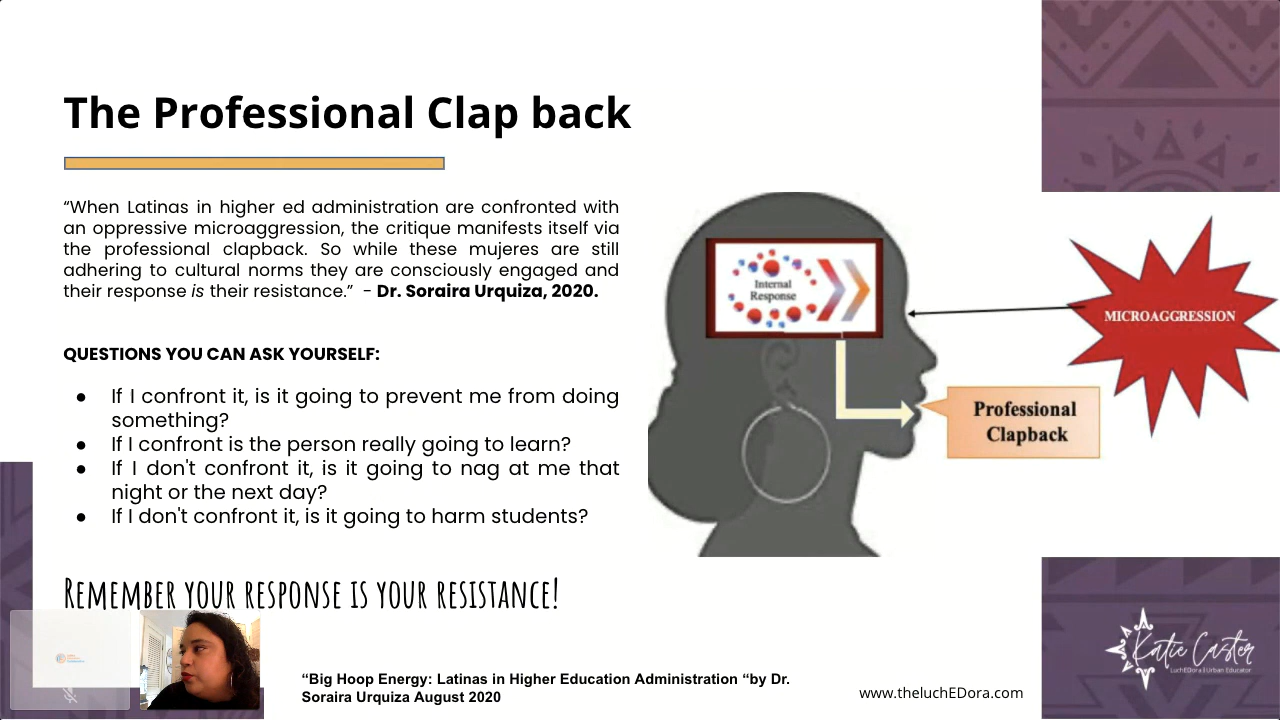 The Professional Clap back
“When Latinas in higher ed administration are confronted with
an oppressive microaggression, the critique manifests itself via
the professional clapback. So while these mujeres are still
adhering to cultural norms they are consciously engaged and
their response is their resistance.” - Dr. Soraira Urquiza, 2020.
QUESTIONS YOU CAN ASK YOURSELF:
● If I confront it, is it going to prevent me from doing
something?
● If I confront is the person really going to learn?
● If I don't confront it, is it going to nag at me that
night or the next day?
● If I don't confront it, is it going to harm students?
Remember your response is your resistance!
Internal
Response
MICROAGGRESSION
Professional
Clapback
“Big Hoop Energy: Latinas in Higher Education Administration “by Dr.
Soraira Urquiza August 2020
www.theluchEDora.com
Katie Caster
LuchEDora | Urban Educator